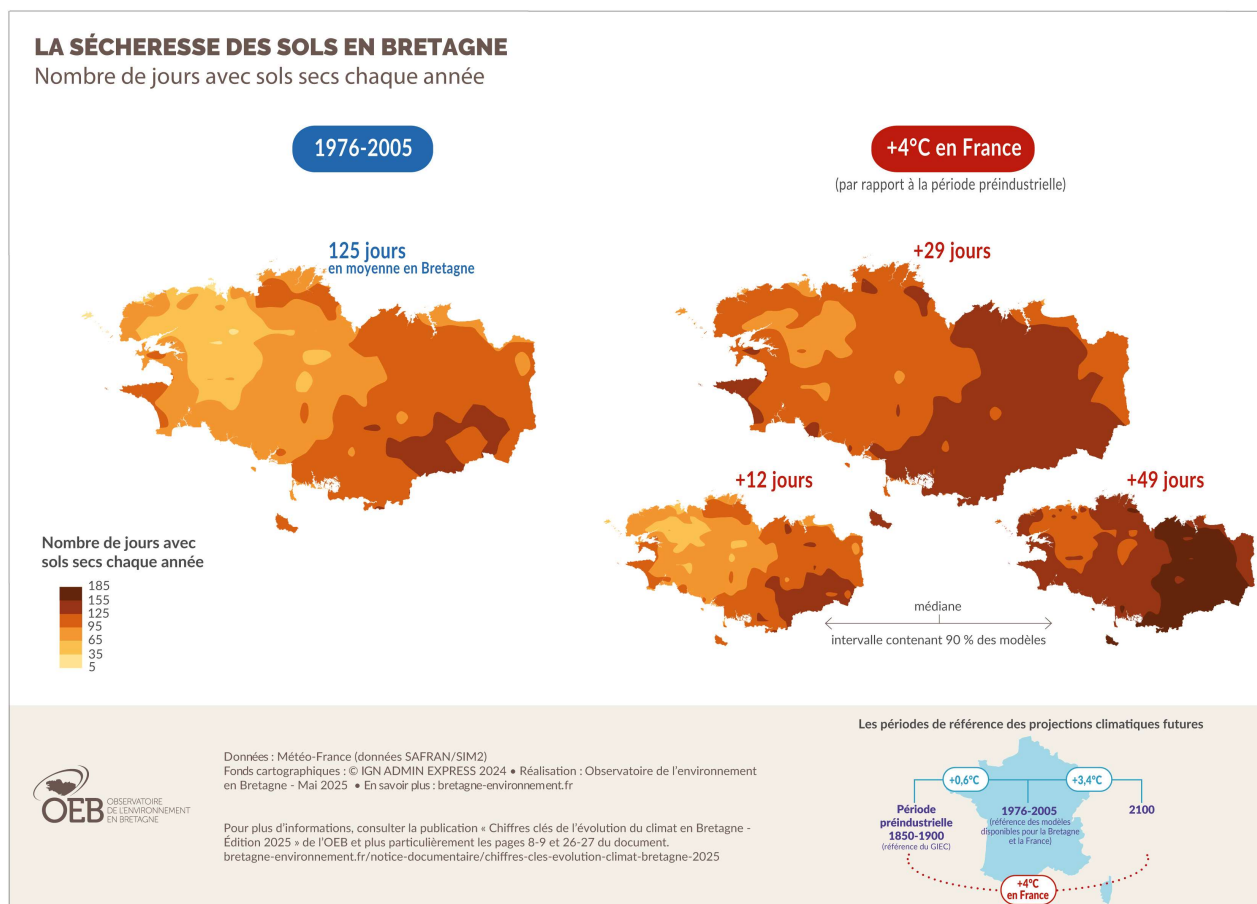 LA SÉCHERESSE DES SOLS EN BRETAGNE
Nombre de jours avec sols secs chaque année
1976-2005
+4°C en France
(par rapport à la période préindustrielle)
125 jours
en moyenne en Bretagne
+29 jours
+12 jours
+49 jours
médiane
intervalle contenant 90 % des modèles
Nombre de jours avec
sols secs chaque année
185
155
125
95
65
35
5
OEB
OBSERVATOIRE
DE L'ENVIRONNEMENT
EN BRETAGNE
Données : Météo-France (données SAFRAN/SIM2)
Fonds cartographiques : © IGN ADMIN EXPRESS 2024 • Réalisation : Observatoire de l'environnement
en Bretagne - Mai 2025 • En savoir plus : bretagne-environnement.fr
Pour plus d'informations, consulter la publication « Chiffres clés de l'évolution du climat en Bretagne -
Édition 2025 » de l'OEB et plus particulièrement les pages 8-9 et 26-27 du document.
bretagne-environnement.fr/notice-documentaire/chiffres-cles-evolution-climat-bretagne-2025
Les périodes de référence des projections climatiques futures
+0,6°C
+3,4°C
Période
préindustrielle
1850-1900
(référence du GIEC)
1976-2005
(référence des modèles
disponibles pour la Bretagne
et la France)
2100
+4°C
en France